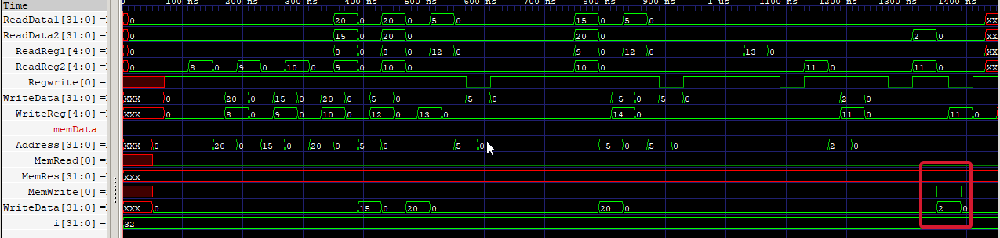 Time 0 100 ns 200 ns 300 ns 400 ns 500 ns 600 ns 700 ns 800 ns 900 ns 1 us 1100 ns 1200 ns 1300 ns 1400 ns
ReadData1[31:0] = 0 20 0 20 0 5 0 15 0 5 0 XX
ReadData2[31:0] = 0 15 0 20 0 20 0 2 0 XX
ReadReg1[4:0] = 0 8 0 8 0 12 0 9 0 12 0 13 0 XX
ReadReg2[4:0] = 0 8 0 9 0 10 0 9 0 10 0 10 0 11 0 11 0 XX
Regwrite[0] =
WriteData[31:0] = XXX 0 20 0 15 0 20 0 5 0 5 0 -5 0 5 0 2 0
WriteReg[4:0] = XXX 0 8 0 9 0 10 0 12 0 13 0 14 0 11 0 11 0
memData
Address[31:0] = XXX 0 20 0 15 0 20 0 5 0 5 0 -5 0 5 0 2 0
MemRead[0] =
MemRes[31:0] = XXX
MemWrite[0] =
WriteData[31:0] = XXX 0 15 0 20 0 20 0 2 0
i[31:0] = 32